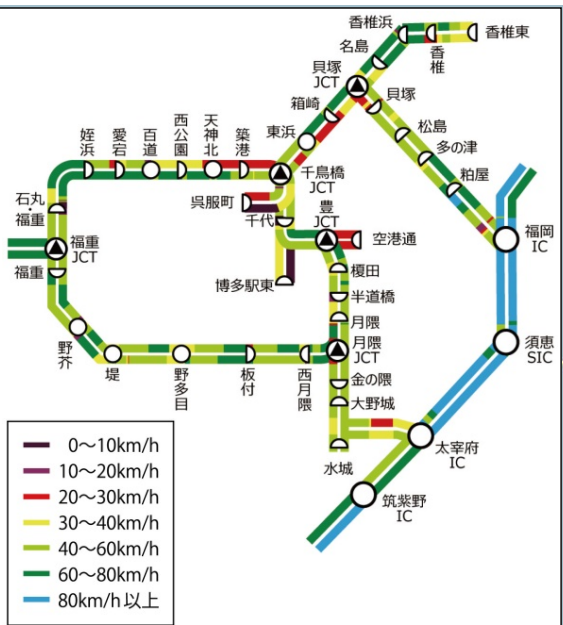 香椎浜
香椎東
香椎
名島
貝塚
JCT
貝塚
箱崎
松島
東浜
多の津
粕屋
姪浜
愛宕
百道
西公園
天神北
築港
千鳥橋
JCT
石丸
・
福重
呉服町
千代
豊
JCT
空港通
福岡
IC
福重
JCT
福重
博多駅東
榎田
半道橋
月隈
月隈
JCT
須恵
SIC
野芥
堤
野多目
板付
西月隈
金の隈
大野城
水城
太宰府
IC
筑紫野
IC
0〜10km/h
10〜20km/h
20〜30km/h
30〜40km/h
40〜60km/h
60〜80km/h
80km/h以上